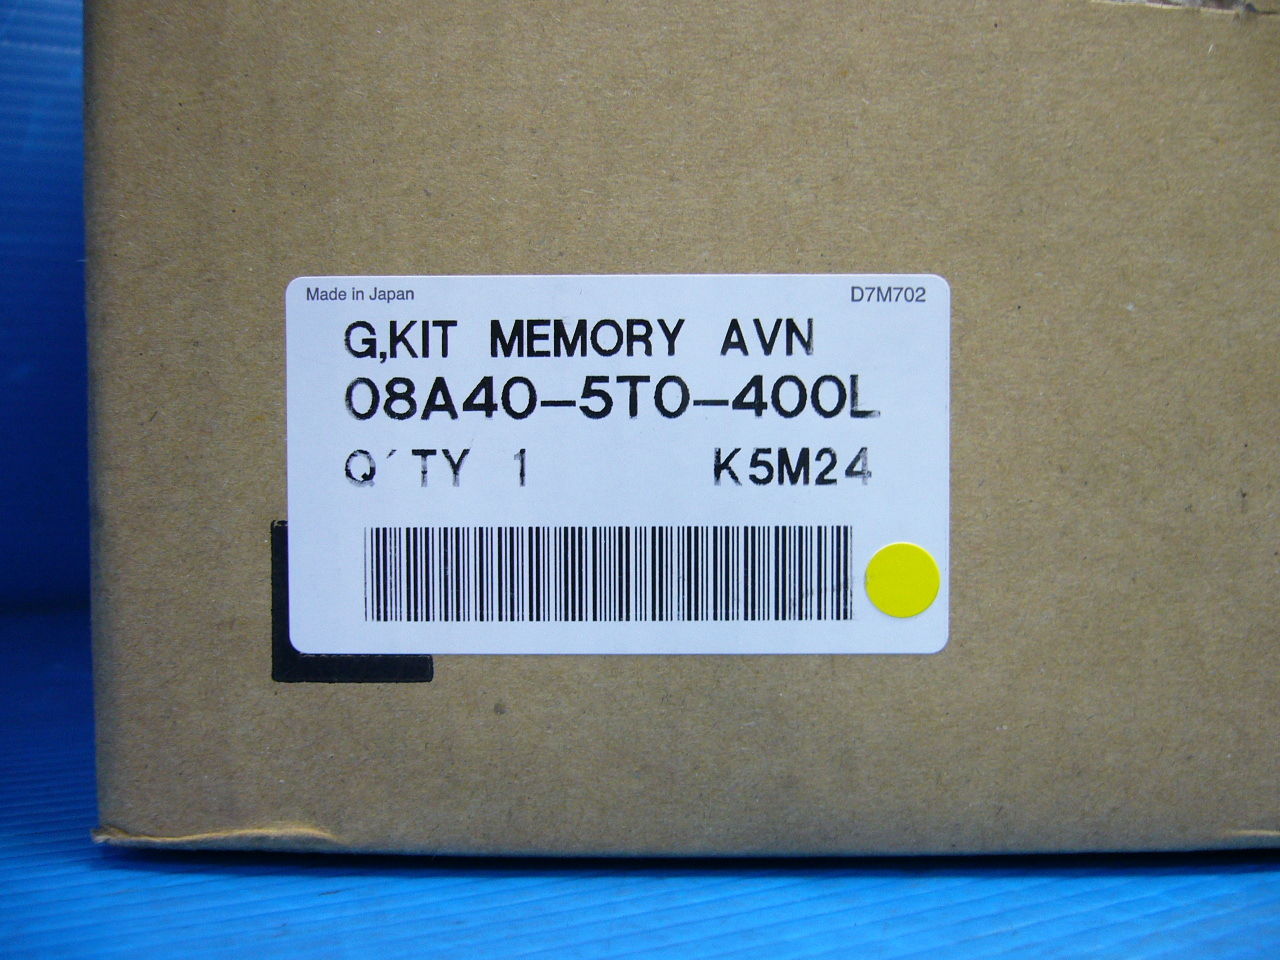 Made in Japan D7M702
G,KIT MEMORY AVN
08A40-5T0-400L
Q´TY 1 K5M24